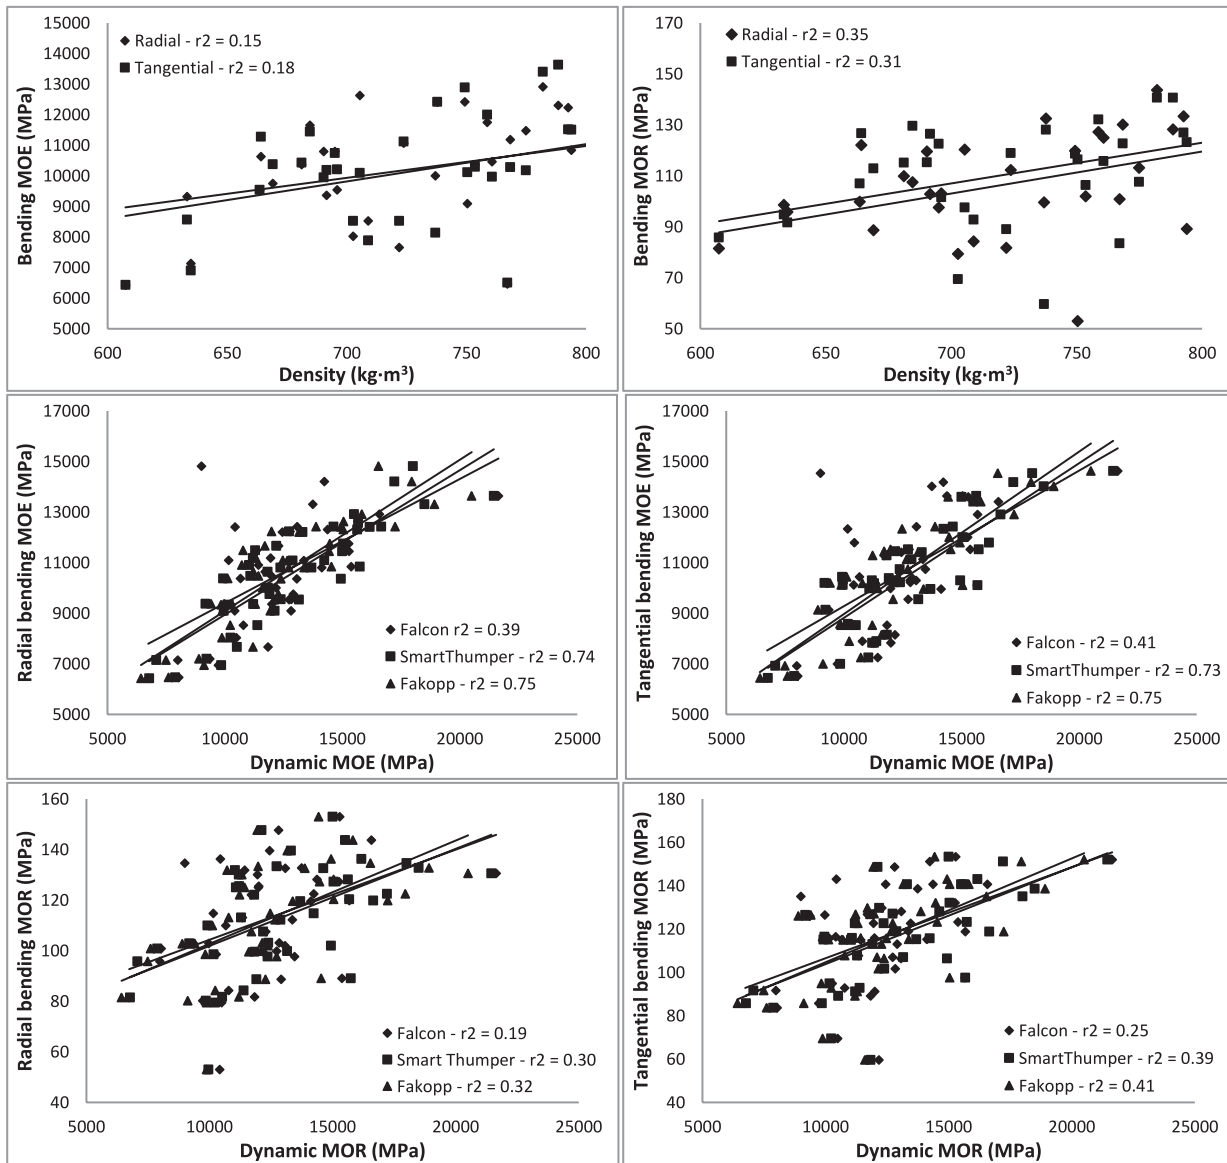 15000
14000
13000
12000
11000
10000
9000
8000
7000
6000
5000
Bending MOE (MPa)
Radial - r2 = 0.15
Tangential - r2 = 0.18
600
650
700
750
800
Density (kg·m³)
170
150
130
110
90
70
50
Bending MOR (MPa)
Radial - r2 = 0.35
Tangential - r2 = 0.31
600
650
700
750
800
Density (kg·m³)
17000
15000
13000
11000
9000
7000
5000
Radial bending MOE (MPa)
Falcon r2 = 0.39
SmartThumper - r2 = 0.74
Fakopp - r2 = 0.75
5000
10000
15000
20000
25000
Dynamic MOE (MPa)
17000
15000
13000
11000
9000
7000
5000
Tangential bending MOE (MPa)
Falcon - r2 = 0.41
SmartThumper - r2 = 0.73
Fakopp - r2 = 0.75
5000
10000
15000
20000
25000
Dynamic MOE (MPa)
160
140
120
100
80
60
40
Radial bending MOR (MPa)
Falcon - r2 = 0.19
Smart Thumper - r2 = 0.30
Fakopp - r2 = 0.32
5000
10000
15000
20000
25000
Dynamic MOR (MPa)
180
160
140
120
100
80
60
40
Tangential bending MOR (MPa)
Falcon - r2 = 0.25
SmartThumper - r2 = 0.39
Fakopp - r2 = 0.41
5000
10000
15000
20000
25000
Dynamic MOR (MPa)